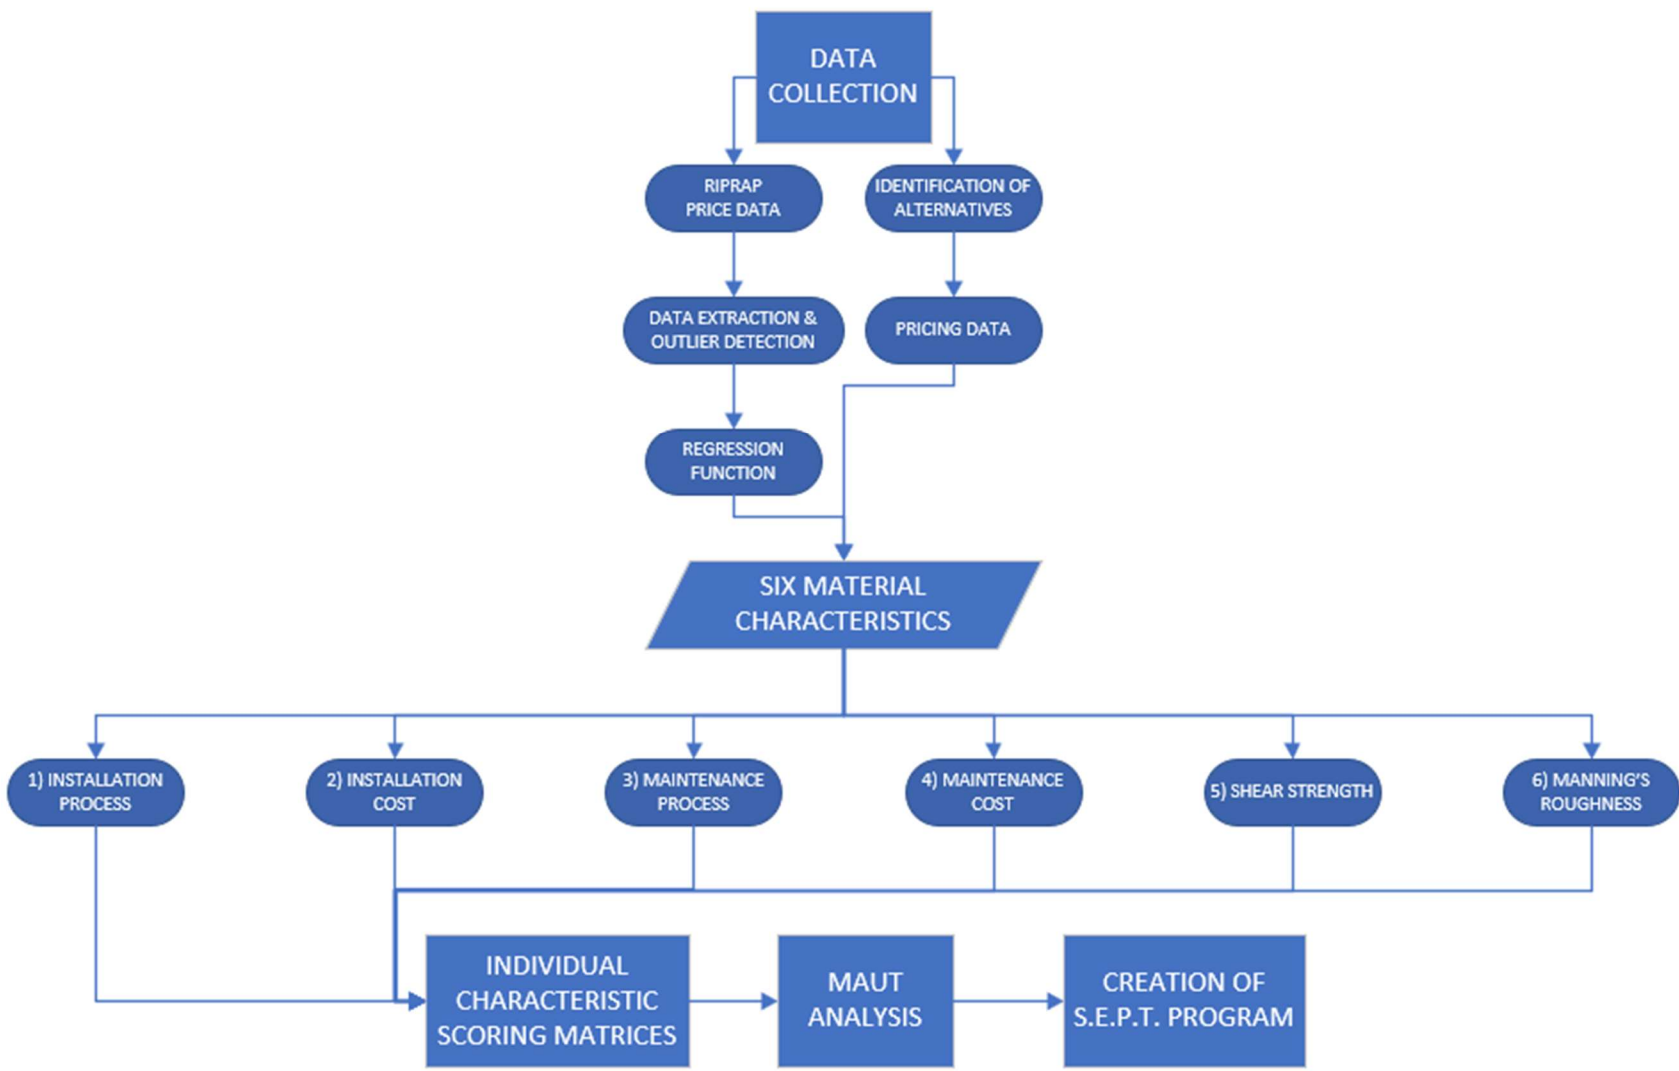 DATA
COLLECTION
RIPRAP
PRICE DATA
IDENTIFICATION OF
ALTERNATIVES
DATA EXTRACTION &
OUTLIER DETECTION
PRICING DATA
REGRESSION
FUNCTION
SIX MATERIAL
CHARACTERISTICS
1) INSTALLATION
PROCESS
2) INSTALLATION
COST
3) MAINTENANCE
PROCESS
4) MAINTENANCE
COST
5) SHEAR STRENGTH
6) MANNING'S
ROUGHNESS
INDIVIDUAL
CHARACTERISTIC
SCORING MATRICES
MAUT
ANALYSIS
CREATION OF
S.E.P.T. PROGRAM